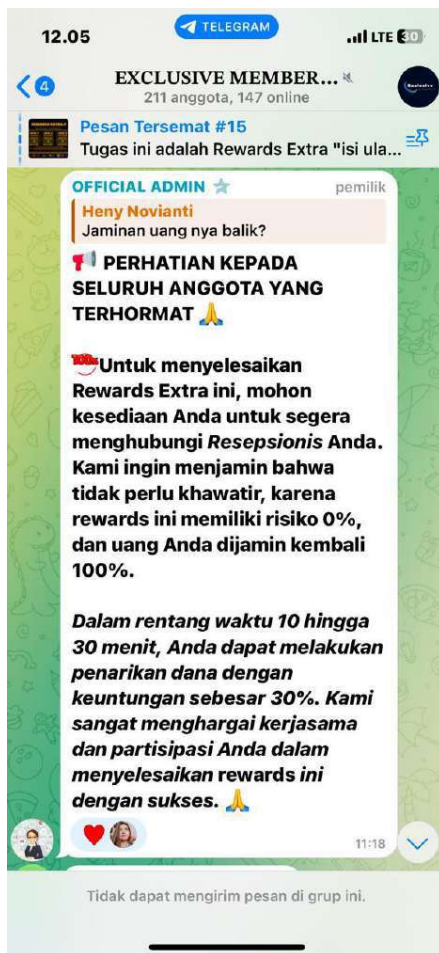 12.05
TELEGRAM
LTE 30
4
EXCLUSIVE MEMBER...
211 anggota, 147 online
Pesan Tersemat #15
Tugas ini adalah Rewards Extra "isi ula...
OFFICIAL ADMIN
pemilik
Heny Novianti
Jaminan uang nya balik?
PERHATIAN KEPADA
SELURUH ANGGOTA YANG
TERHORMAT 🙏
Untuk menyelesaikan
Rewards Extra ini, mohon
kesediaan Anda untuk segera
menghubungi Resepsionis Anda.
Kami ingin menjamin bahwa
tidak perlu khawatir, karena
rewards ini memiliki risiko 0%,
dan uang Anda dijamin kembali
100%.
Dalam rentang waktu 10 hingga
30 menit, Anda dapat melakukan
penarikan dana dengan
keuntungan sebesar 30%. Kami
sangat menghargai kerjasama
dan partisipasi Anda dalam
menyelesaikan rewards ini
dengan sukses. 🙏
11:18
Tidak dapat mengirim pesan di grup ini.